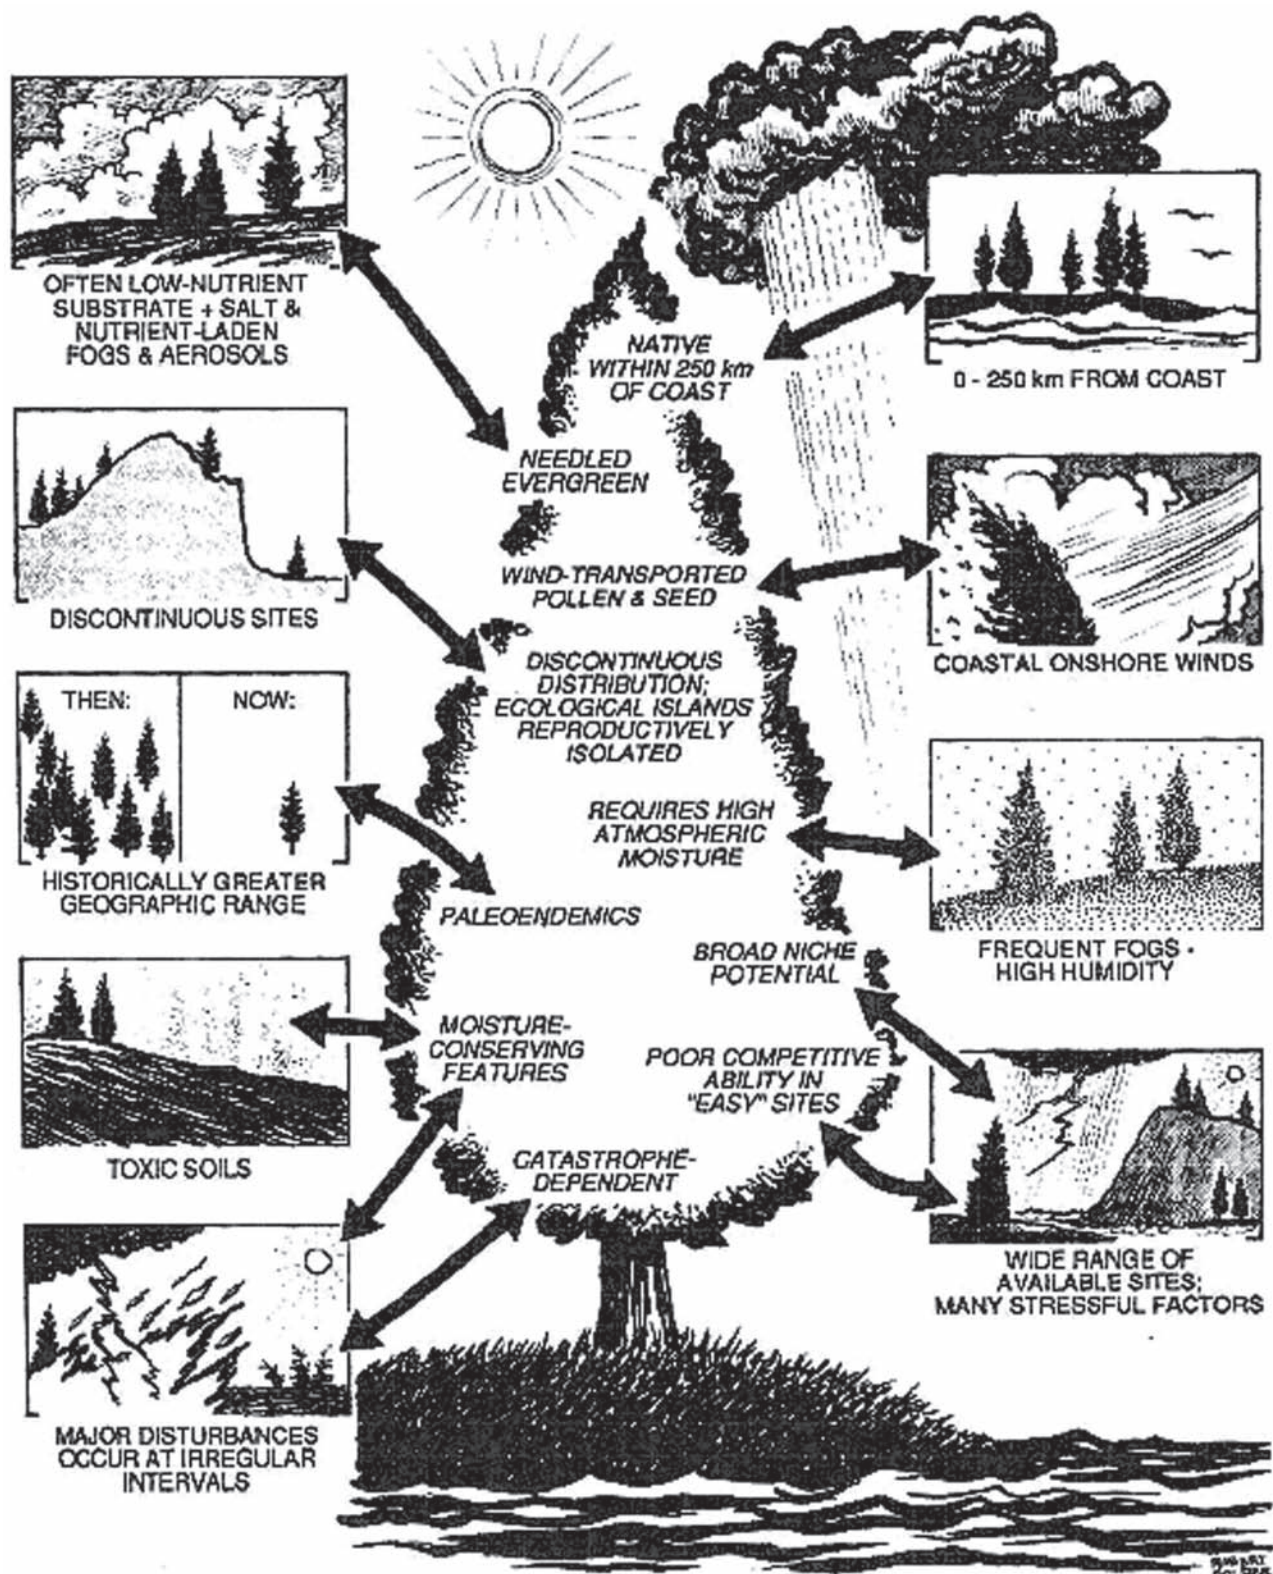 OFTEN LOW-NUTRIENT
SUBSTRATE + SALT &
NUTRIENT-LADEN
FOGS & AEROSOLS
DISCONTINUOUS SITES
THEN:
NOW:
HISTORICALLY GREATER
GEOGRAPHIC RANGE
TOXIC SOILS
MAJOR DISTURBANCES
OCCUR AT IRREGULAR
INTERVALS
NATIVE
WITHIN 250 km
OF COAST
NEEDLED
EVERGREEN
WIND-TRANSPORTED
POLLEN & SEED
DISCONTINUOUS
DISTRIBUTION;
ECOLOGICAL ISLANDS
REPRODUCTIVELY
ISOLATED
REQUIRES HIGH
ATMOSPHERIC
MOISTURE
PALEOENDEMICS
BROAD NICHE
POTENTIAL
MOISTURE-
CONSERVING
FEATURES
POOR COMPETITIVE
ABILITY IN
"EASY" SITES
CATASTROPHE-
DEPENDENT
0 - 250 km FROM COAST
COASTAL ONSHORE WINDS
FREQUENT FOGS -
HIGH HUMIDITY
WIDE RANGE OF
AVAILABLE SITES;
MANY STRESSFUL FACTORS